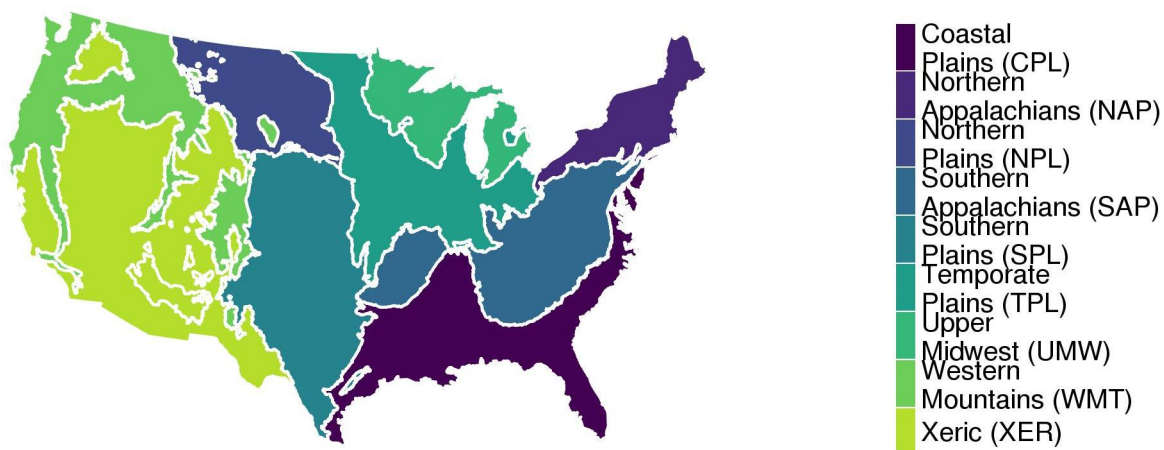 Coastal
Plains (CPL)
Northern
Appalachians (NAP)
Northern
Plains (NPL)
Southern
Appalachians (SAP)
Southern
Plains (SPL)
Temporate
Plains (TPL)
Upper
Midwest (UMW)
Western
Mountains (WMT)
Xeric (XER)